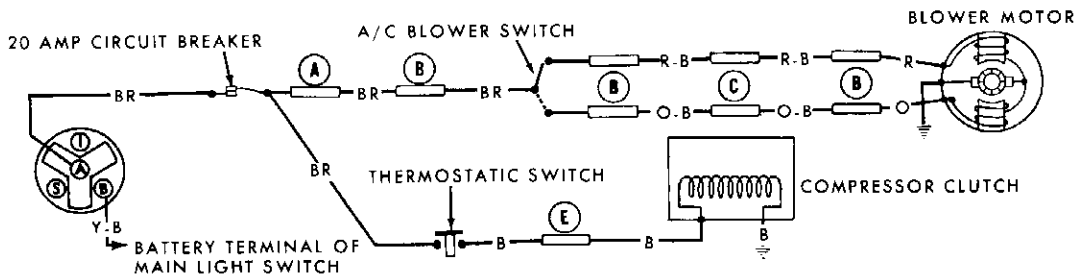 BLOWER MOTOR
A/C BLOWER SWITCH
20 AMP CIRCUIT BREAKER
R-B R-B R
A B
BR BR BR
B C B
O-B O-B O
T
A
S B
BR
THERMOSTATIC SWITCH
COMPRESSOR CLUTCH
E
Y-B
B B B
BATTERY TERMINAL OF
MAIN LIGHT SWITCH